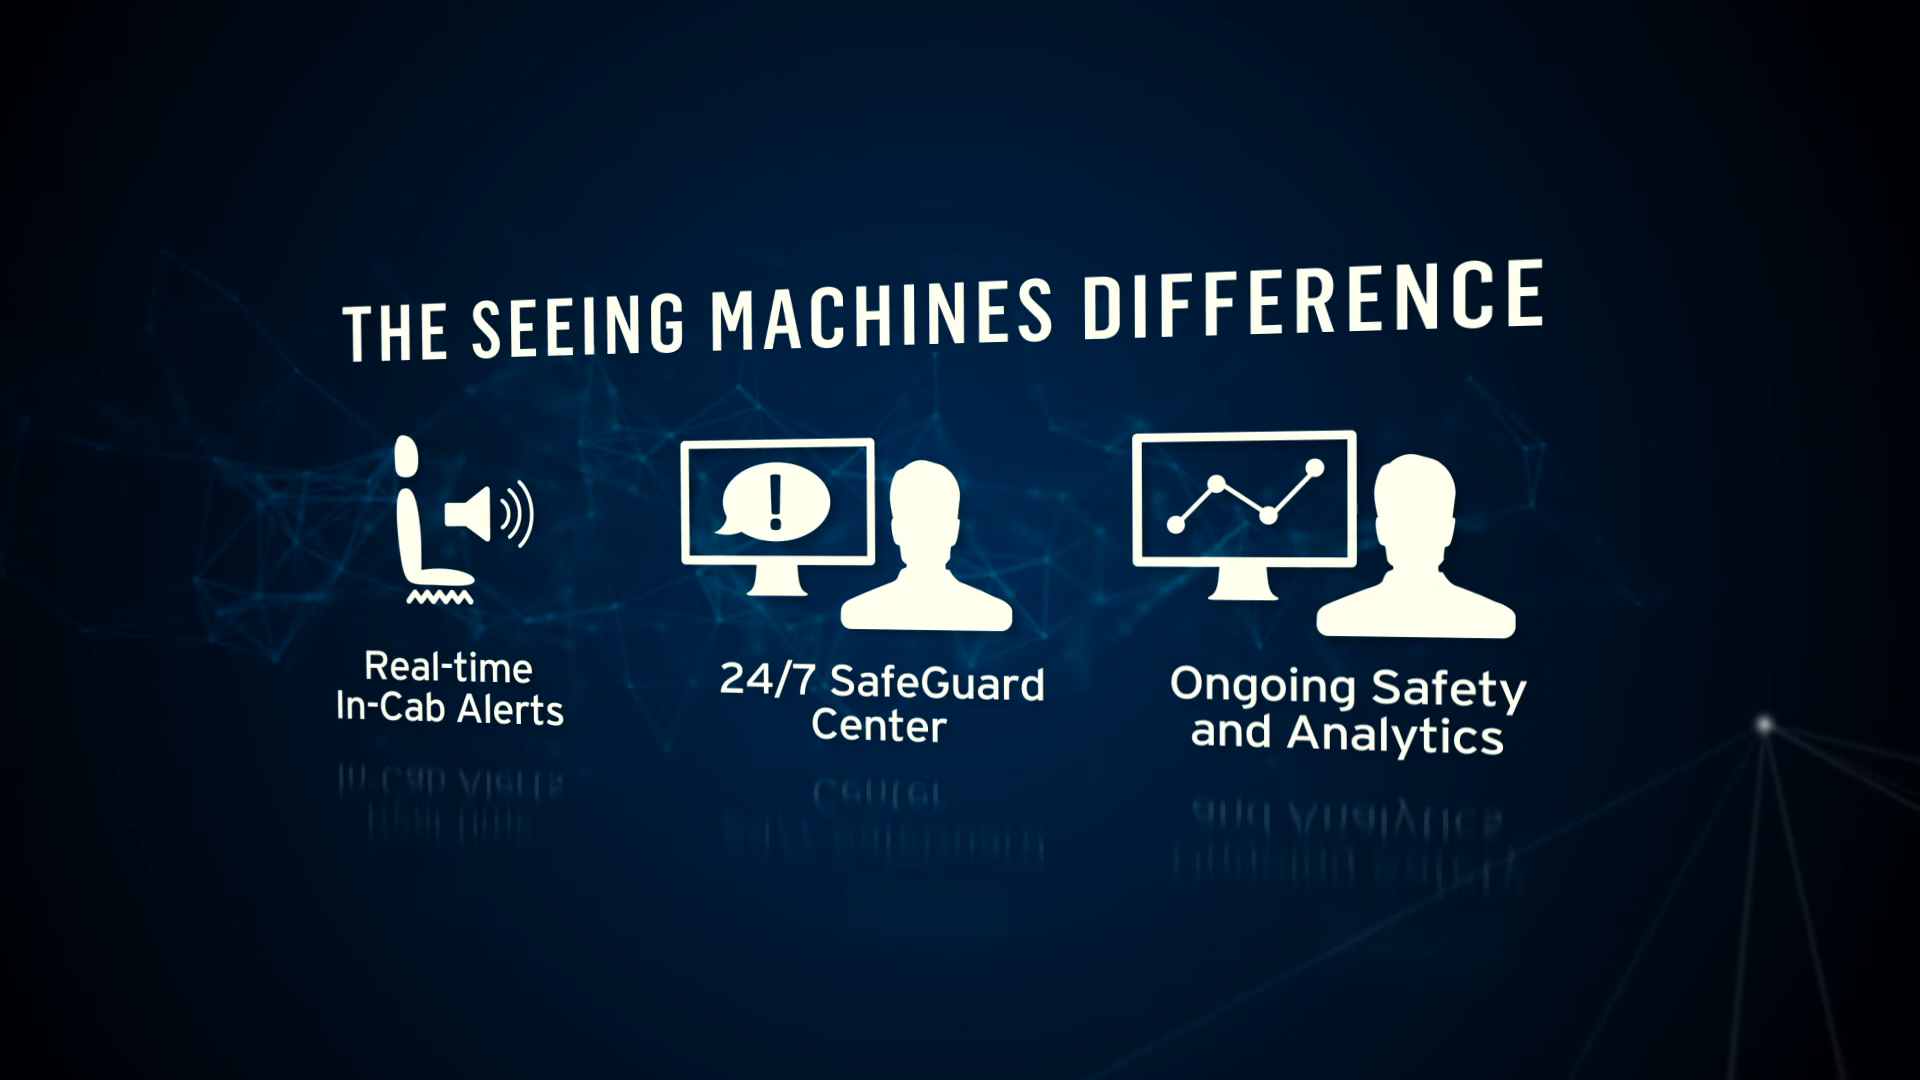 THE SEEING MACHINES DIFFERENCE
Real-time
In-Cab Alerts
24/7 SafeGuard
Center
Ongoing Safety
and Analytics